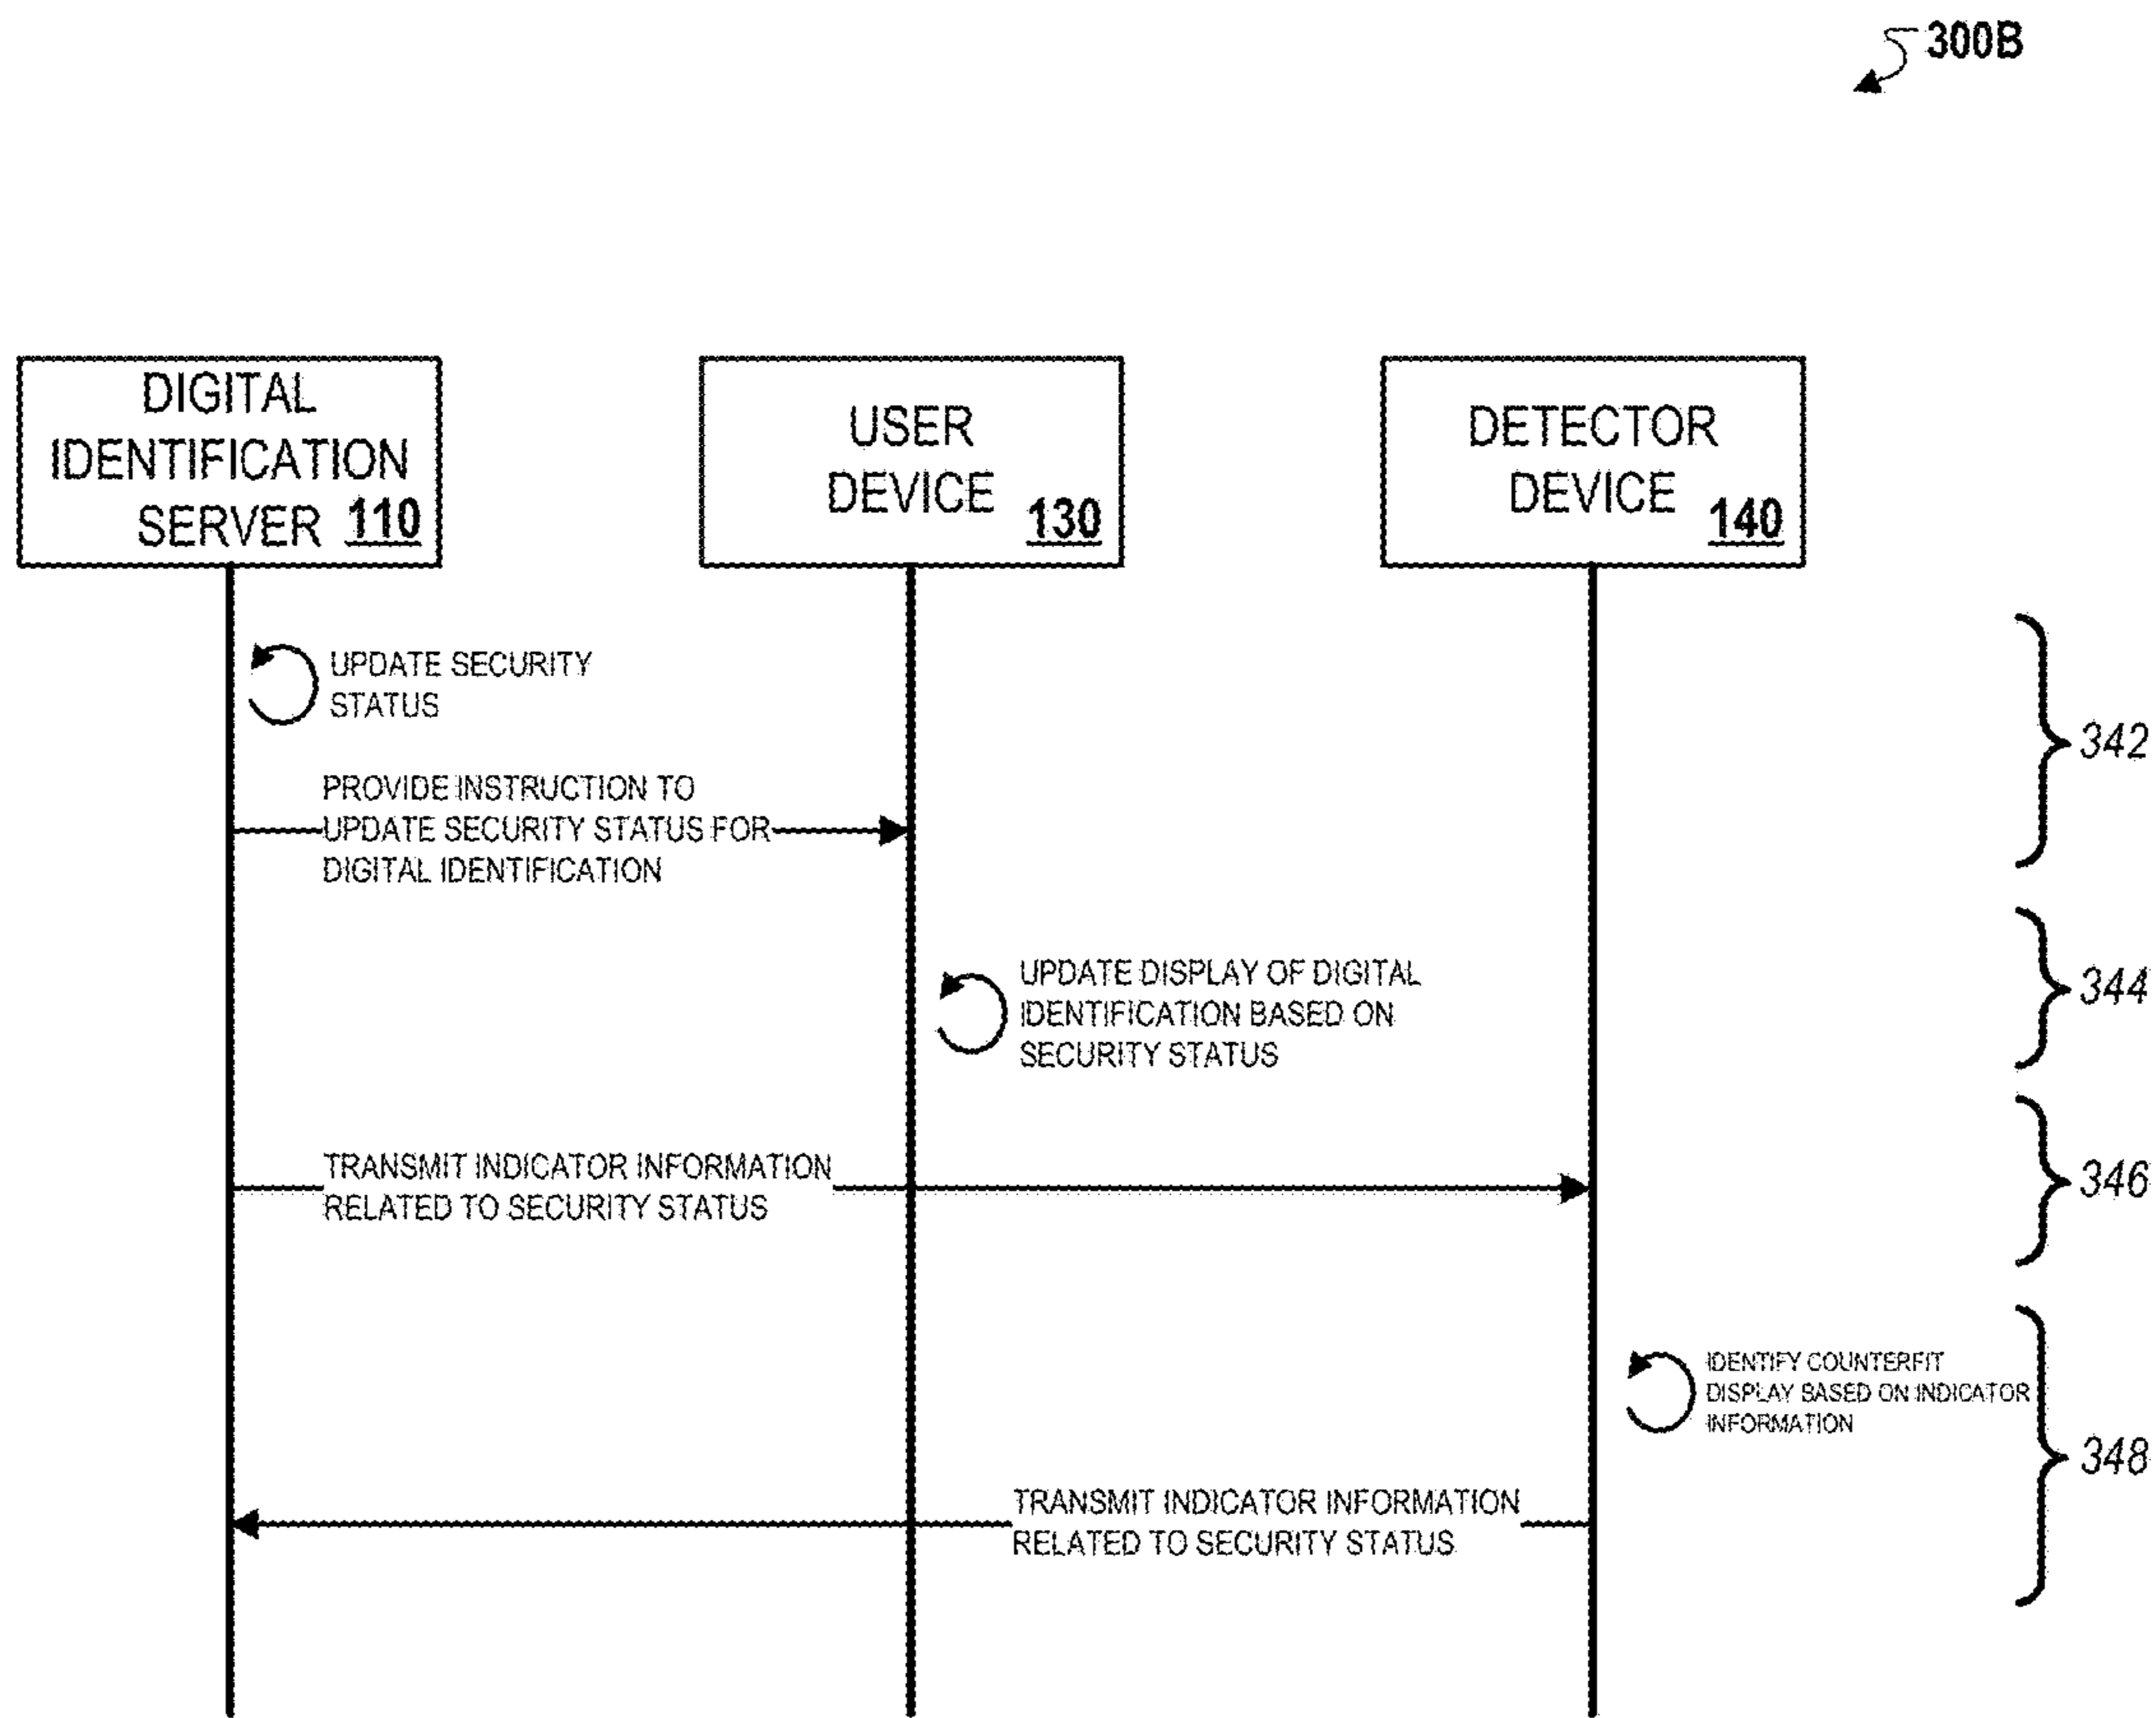 300B
DIGITAL
IDENTIFICATION
SERVER 110
USER
DEVICE 130
DETECTOR
DEVICE 140
UPDATE SECURITY
STATUS
342
PROVIDE INSTRUCTION TO
UPDATE SECURITY STATUS FOR
DIGITAL IDENTIFICATION
UPDATE DISPLAY OF DIGITAL
IDENTIFICATION BASED ON
SECURITY STATUS
344
TRANSMIT INDICATOR INFORMATION
RELATED TO SECURITY STATUS
346
IDENTIFY COUNTERFIT
DISPLAY BASED ON INDICATOR
INFORMATION
348
TRANSMIT INDICATOR INFORMATION
RELATED TO SECURITY STATUS